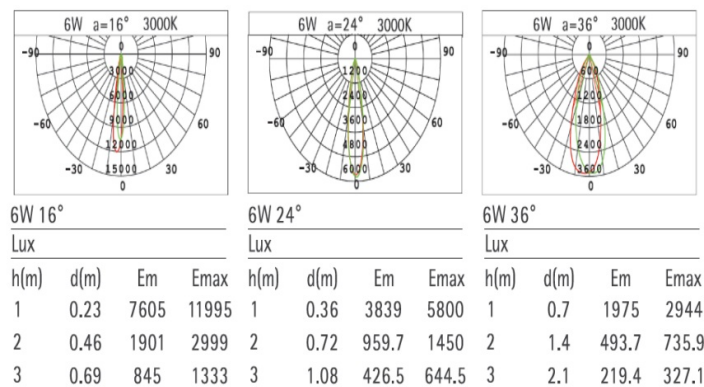 6W a=16° 3000K
0
-90 90
3000
6000
9000
-60 60
12000
-30 15000 30
0
6W a=24° 3000K
0
-90 90
1200
2400
3600
-60 60
4800
-30 6000 30
0
6W a=36° 3000K
0
-90 90
600
1200
1800
-60 60
2400
-30 3600 30
0
6W 16°
Lux
h(m) d(m) Em Emax
1 0.23 7605 11995
2 0.46 1901 2999
3 0.69 845 1333
6W 24°
Lux
h(m) d(m) Em Emax
1 0.36 3839 5800
2 0.72 959.7 1450
3 1.08 426.5 644.5
6W 36°
Lux
h(m) d(m) Em Emax
1 0.7 1975 2944
2 1.4 493.7 735.9
3 2.1 219.4 327.1